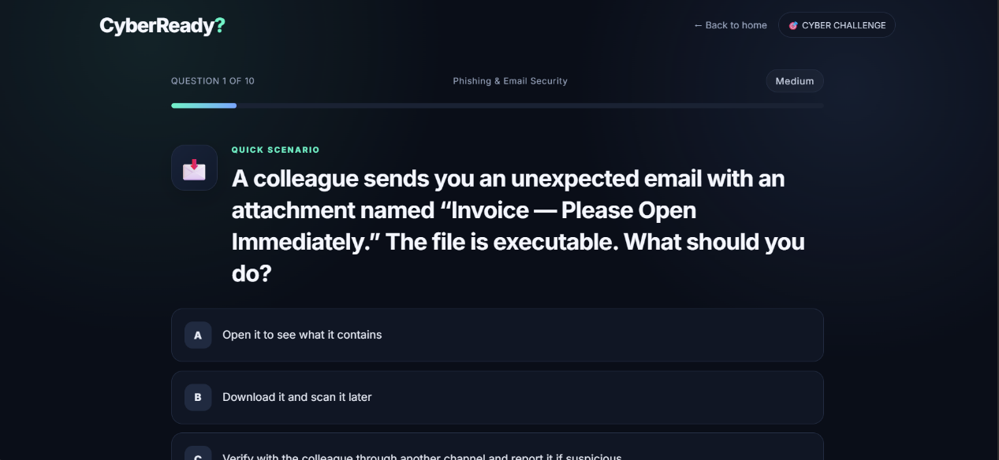 CyberReady?
← Back to home
CYBER CHALLENGE
QUESTION 1 OF 10
Phishing & Email Security
Medium
QUICK SCENARIO
A colleague sends you an unexpected email with an
attachment named “Invoice — Please Open
Immediately.” The file is executable. What should you
do?
A
Open it to see what it contains
B
Download it and scan it later
C
Verify with the colleague through another channel and report it if suspicious